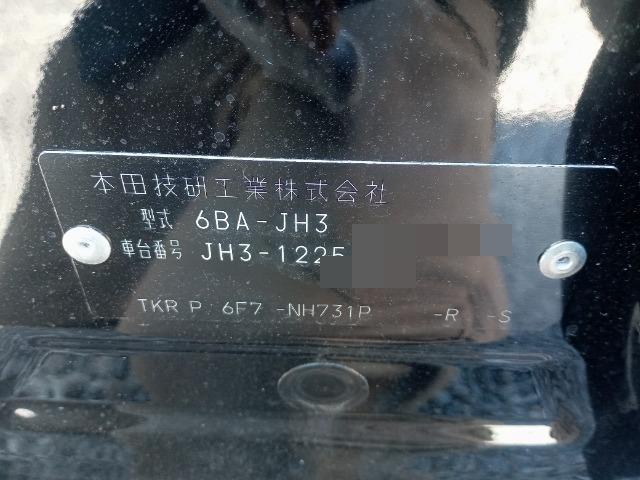 本田技研工業株式会社
型式 6BA-JH3
車台番号 JH3-1225
TKR P 6F7 -NH731P -R -S